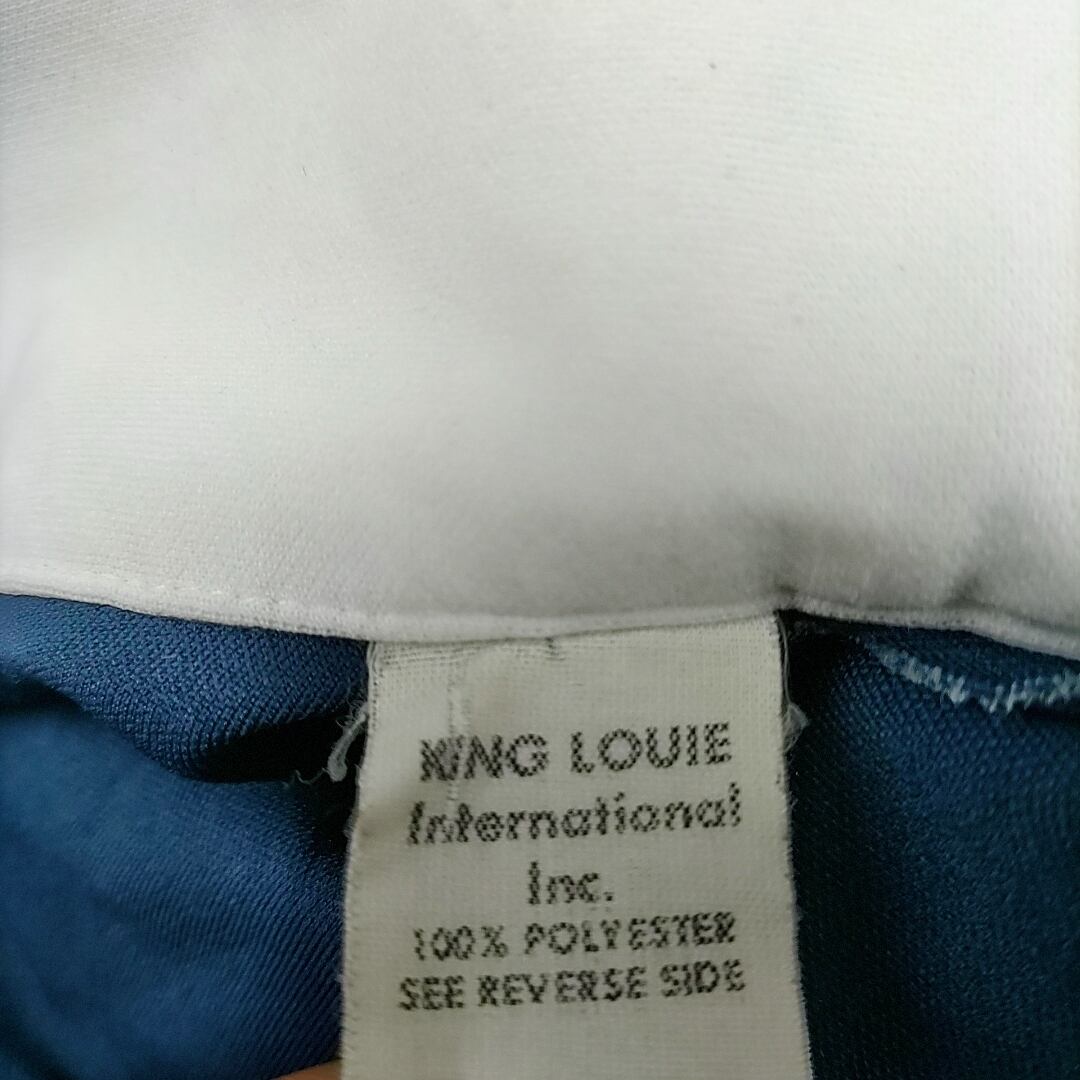 KING LOUIE
International
Inc.
100% POLYESTER
SEE REVERSE SIDE